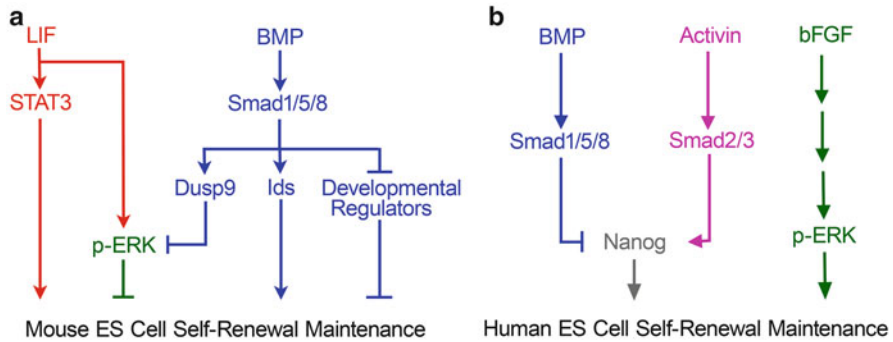 a
LIF
BMP
STAT3
Smad1/5/8
Dusp9
Ids
Developmental
Regulators
p-ERK
Mouse ES Cell Self-Renewal Maintenance
b
BMP
Activin
bFGF
Smad1/5/8
Smad2/3
Nanog
p-ERK
Human ES Cell Self-Renewal Maintenance